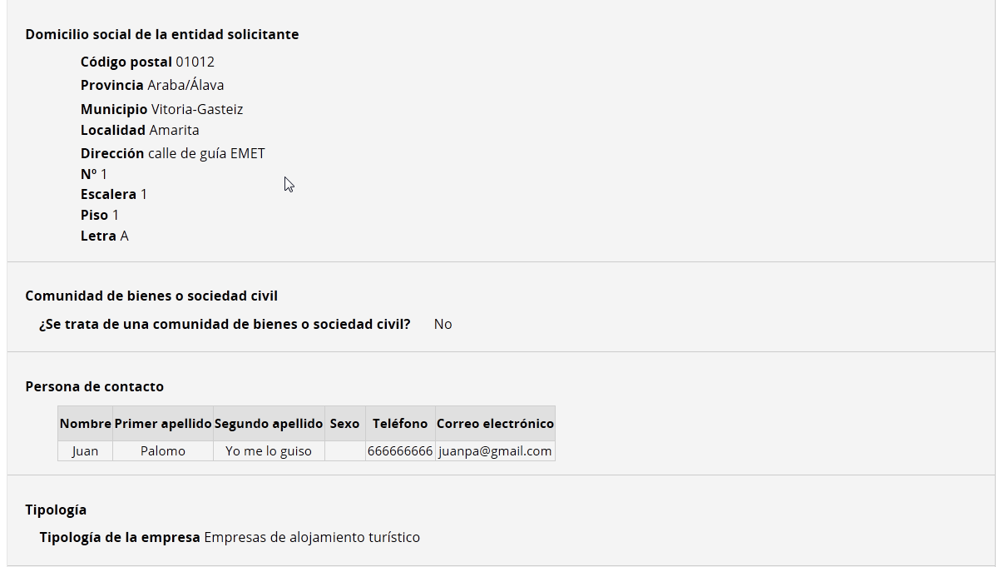 Domicilio social de la entidad solicitante
Código postal 01012
Provincia Araba/Álava
Municipio Vitoria-Gasteiz
Localidad Amarita
Dirección calle de guía EMET
Nº 1
Escalera 1
Piso 1
Letra A
Comunidad de bienes o sociedad civil
¿Se trata de una comunidad de bienes o sociedad civil? No
Persona de contacto
Nombre Primer apellido Segundo apellido Sexo Teléfono Correo electrónico
Juan Palomo Yo me lo guiso 666666666 juanpa@gmail.com
Tipología
Tipología de la empresa Empresas de alojamiento turístico